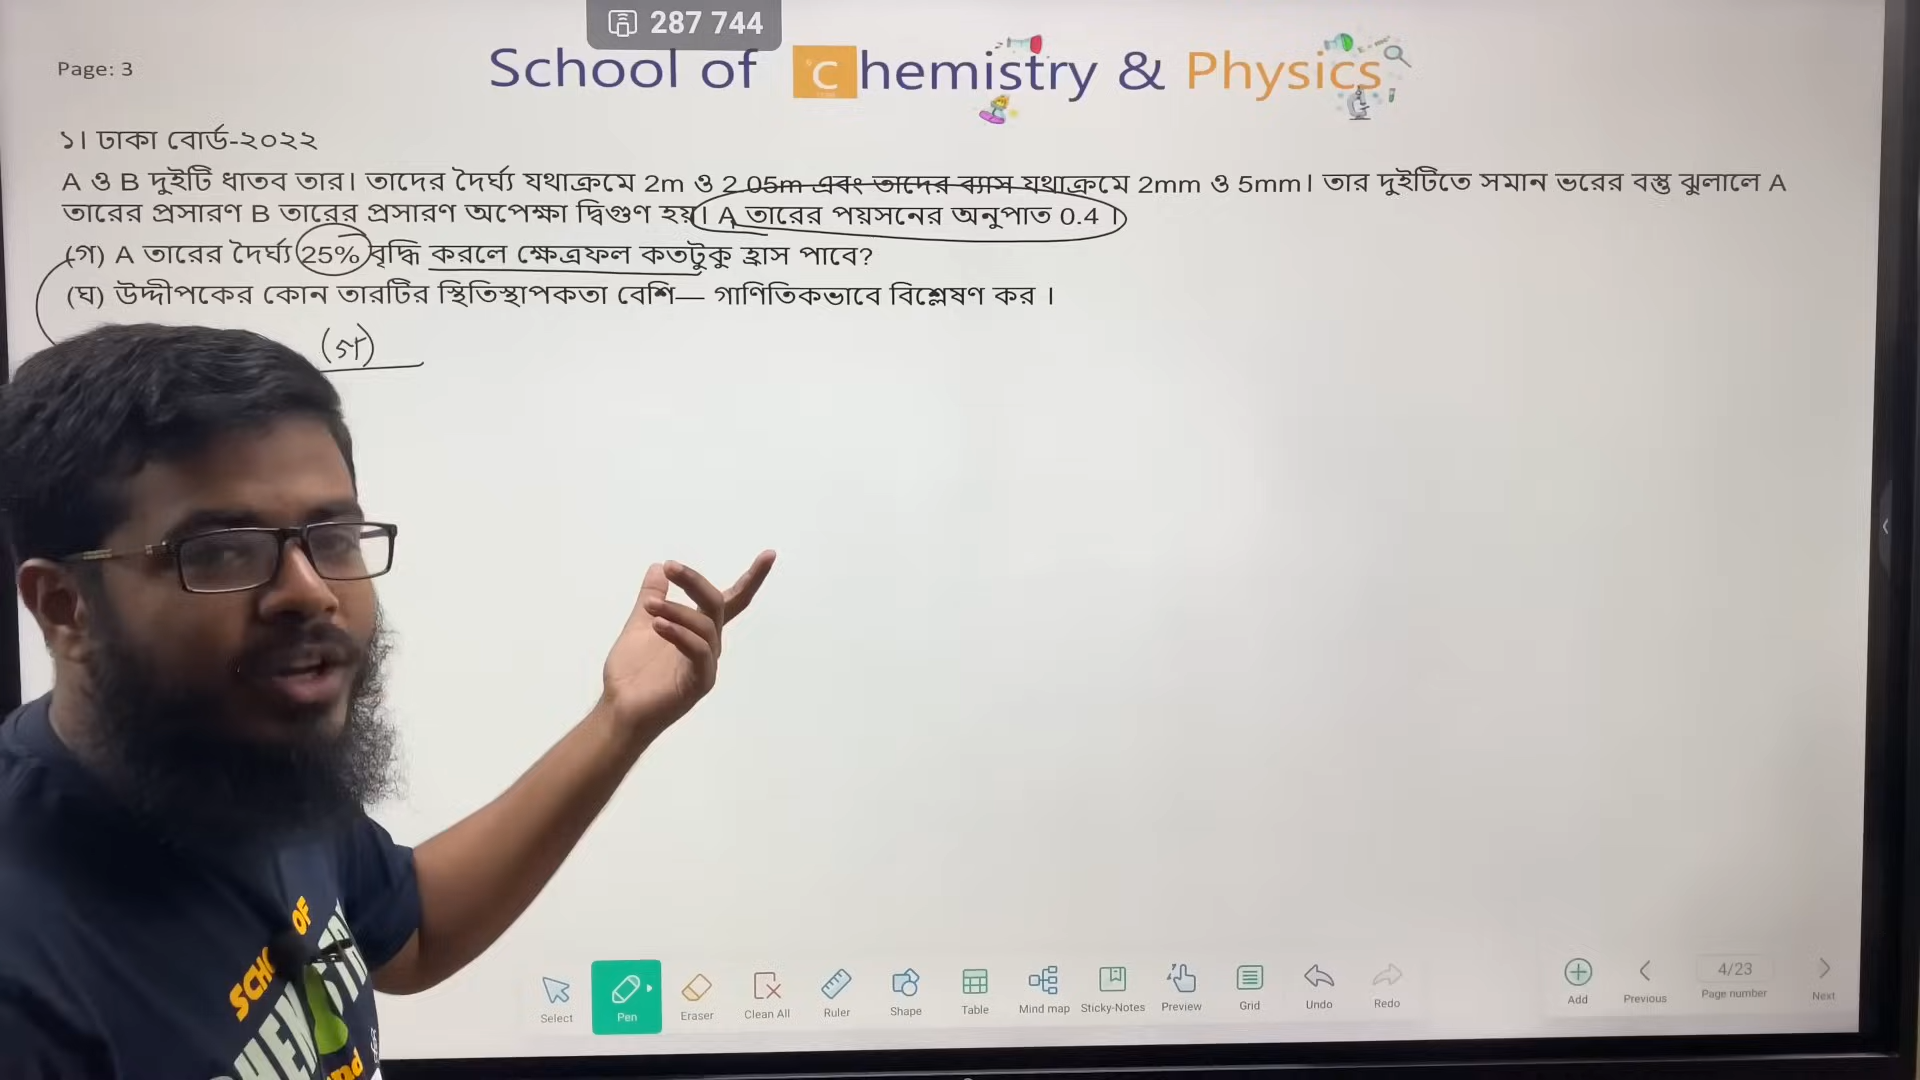 287 744
Page: 3
School of Chemistry & Physics
১। ঢাকা বোর্ড-২০২২
A ও B দুইটি ধাতব তার। তাদের দৈর্ঘ্য যথাক্রমে 2m ও 2.05m এবং তাদের ব্যাস যথাক্রমে 2mm ও 5mm। তার দুইটিতে সমান ভরের বস্তু ঝুলালে A
তারের প্রসারণ B তারের প্রসারণ অপেক্ষা দ্বিগুণ হয়। A তারের পয়সনের অনুপাত 0.4 ।
(গ) A তারের দৈর্ঘ্য 25% বৃদ্ধি করলে ক্ষেত্রফল কতটুকু হ্রাস পাবে?
(ঘ) উদ্দীপকের কোন তারটির স্থিতিস্থাপকতা বেশি— গাণিতিকভাবে বিশ্লেষণ কর ।
(গ)
SCHOOL OF
Select Pen Eraser Clean All Ruler Shape Table Mind map Sticky-Notes Preview Grid Undo Redo Add Previous 4/23 Page number Next